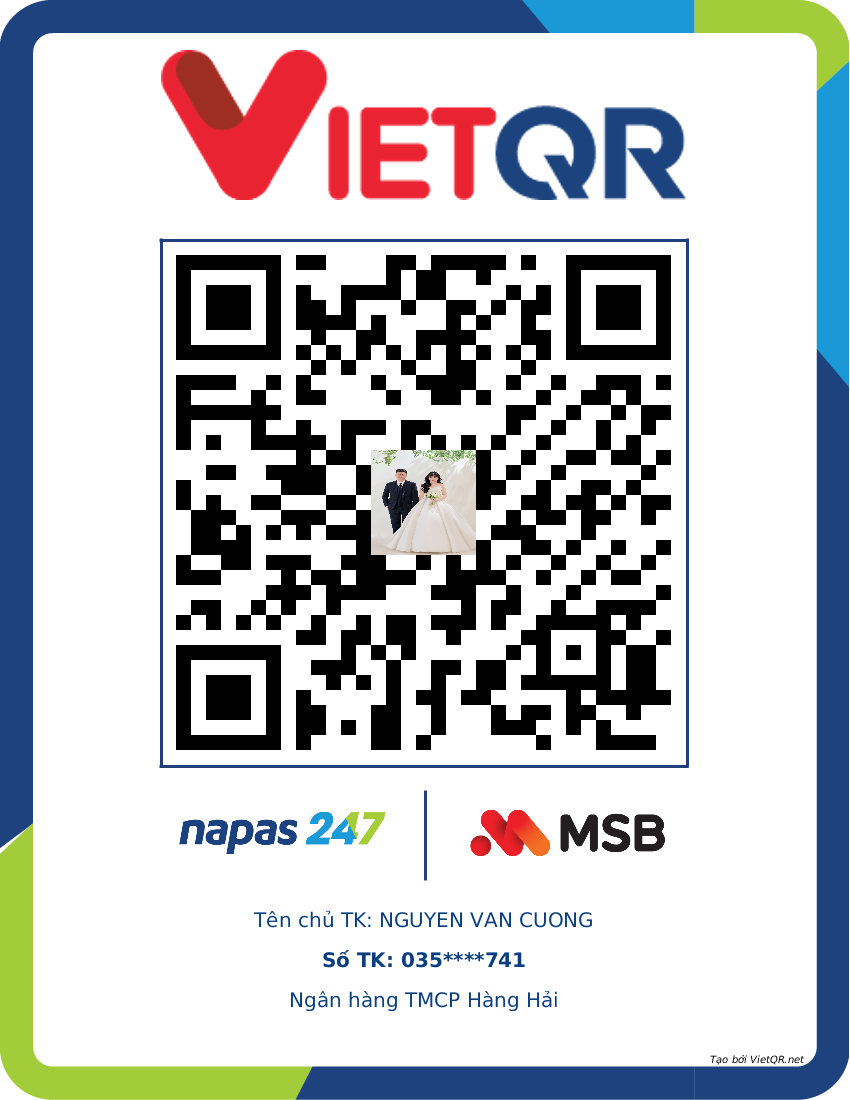 VIETQR
napas 247
MSB
Tên chủ TK: NGUYEN VAN CUONG
Số TK: 035****741
Ngân hàng TMCP Hàng Hải
Tạo bởi VietQR.net